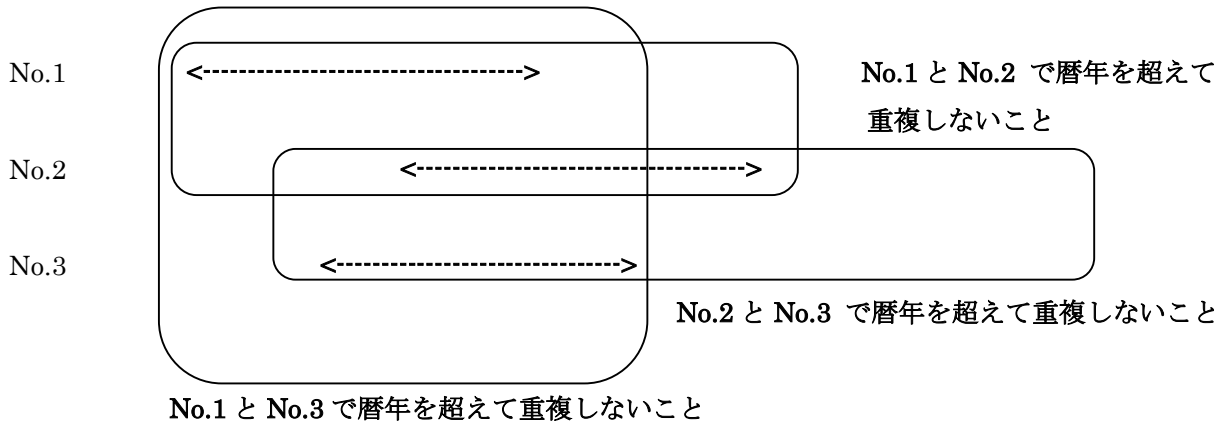 No.1
No.1 と No.2 で暦年を超えて
重複しないこと
No.2
No.3
No.2 と No.3 で暦年を超えて重複しないこと
No.1 と No.3 で暦年を超えて重複しないこと